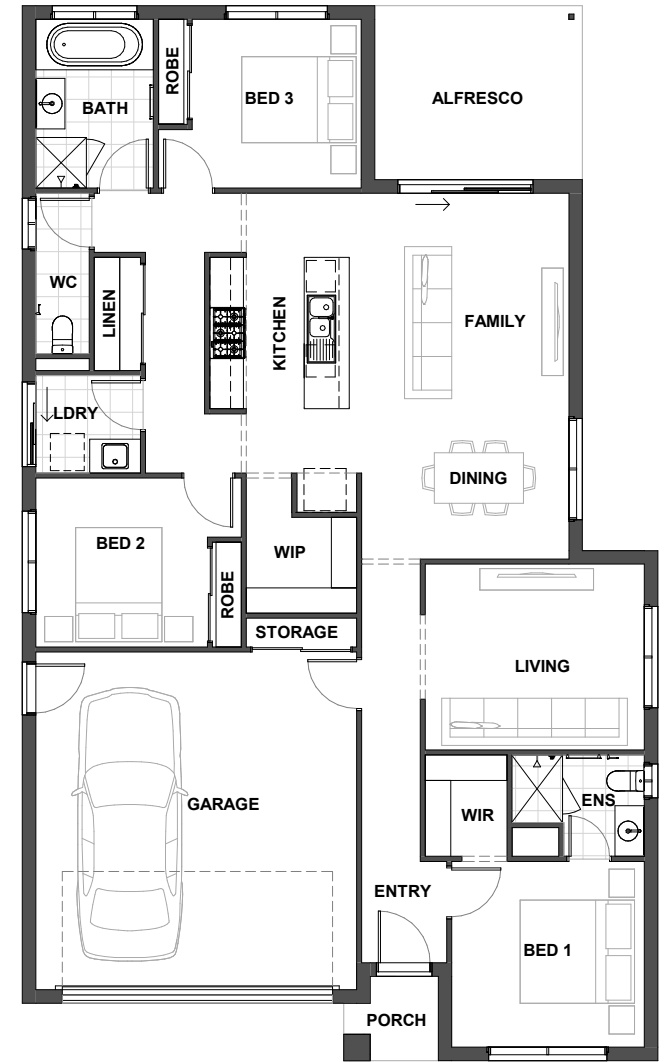 ROBE
BED 3
ALFRESCO
BATH
WC
LINEN
KITCHEN
FAMILY
LDRY
DINING
BED 2
WIP
ROBE
STORAGE
LIVING
GARAGE
WIR
ENS
ENTRY
BED 1
PORCH